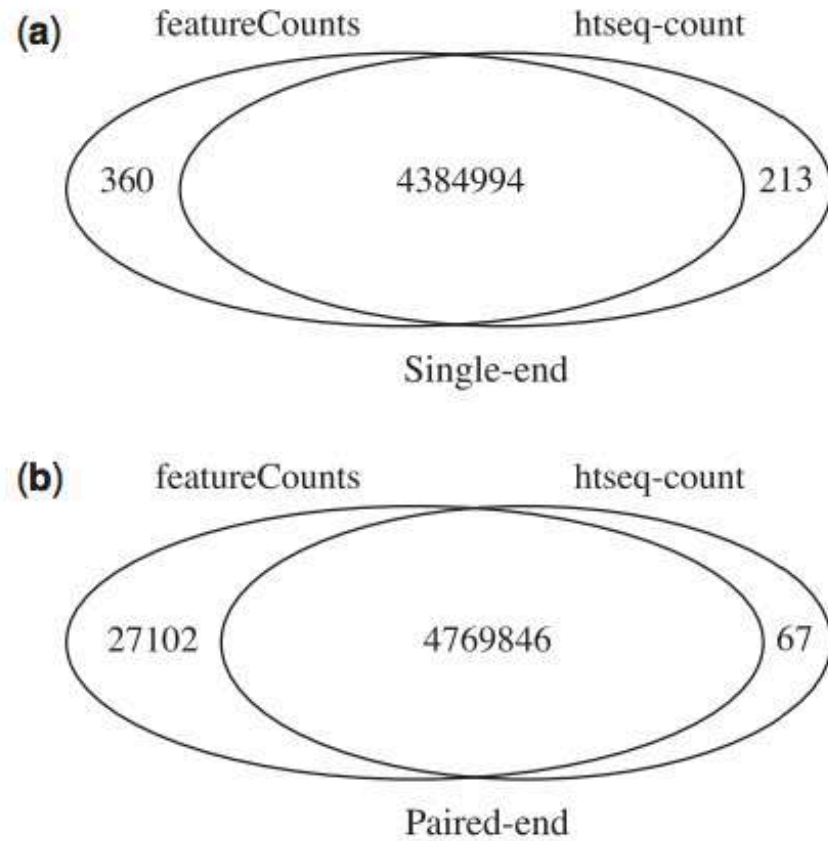 (a) featureCounts htseq-count
360 4384994 213
Single-end
(b) featureCounts htseq-count
27102 4769846 67
Paired-end